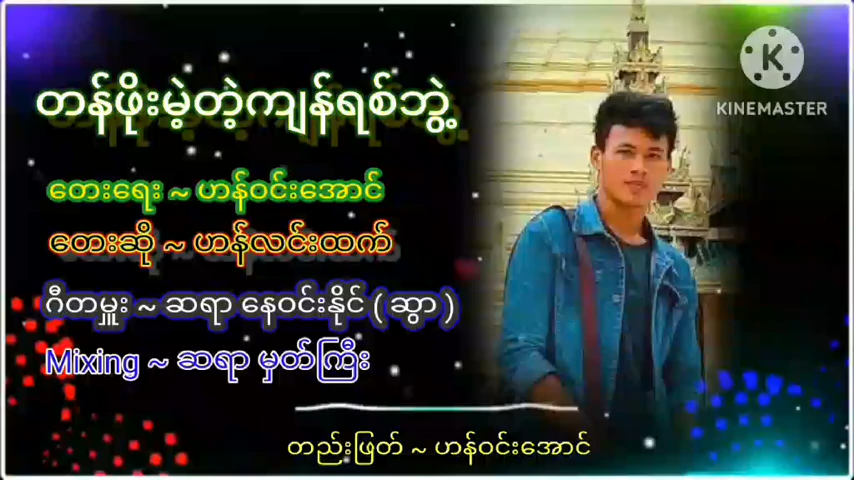 တန်ဖိုးမဲ့တဲ့ကျန်ရစ်ဘွဲ့
တေးရေး ~ ဟန်ဝင်းအောင်
တေးဆို ~ ဟန်လင်းထက်
ဂီတမှူး ~ ဆရာ နေဝင်းနိုင် ( ဆွာ )
Mixing ~ ဆရာ မှတ်ကြီး
တည်းဖြတ် ~ ဟန်ဝင်းအောင်
K
KINEMASTER